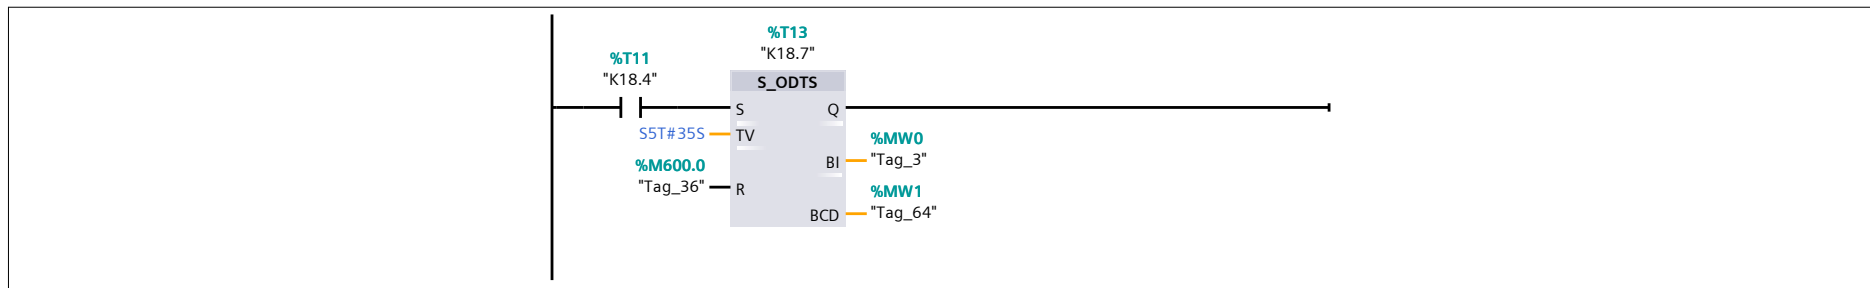 %T13
"K18.7"
%T11
"K18.4"
S_ODTS
S
Q
S5T#35S
TV
%MW0
BI
"Tag_3"
%M600.0
"Tag_36"
R
%MW1
BCD
"Tag_64"